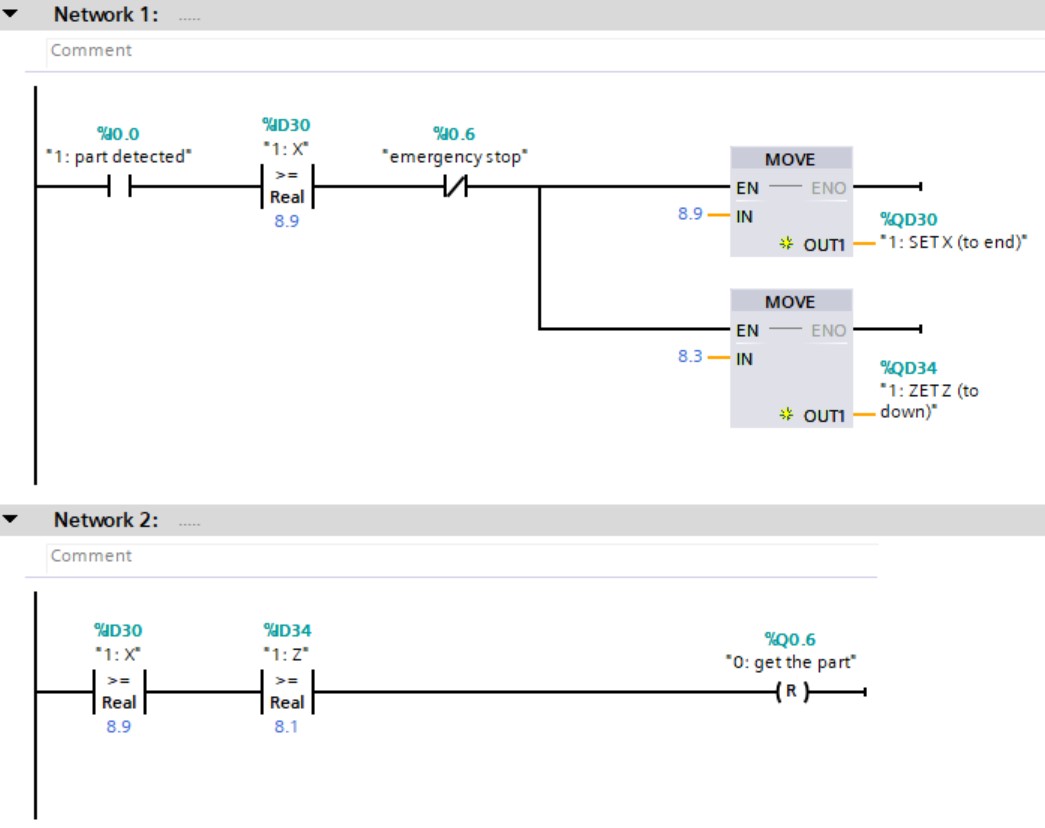 Network 1: .....
Comment
%I0.0
"1: part detected"
%ID30
"1: X"
>=
Real
8.9
%I0.6
"emergency stop"
MOVE
EN ENO
8.9 IN
OUT1
%QD30
"1: SET X (to end)"
MOVE
EN ENO
8.3 IN
OUT1
%QD34
"1: ZET Z (to
down)"
Network 2: .....
Comment
%ID30
"1: X"
>=
Real
8.9
%ID34
"1: Z"
>=
Real
8.1
%Q0.6
"0: get the part"
R